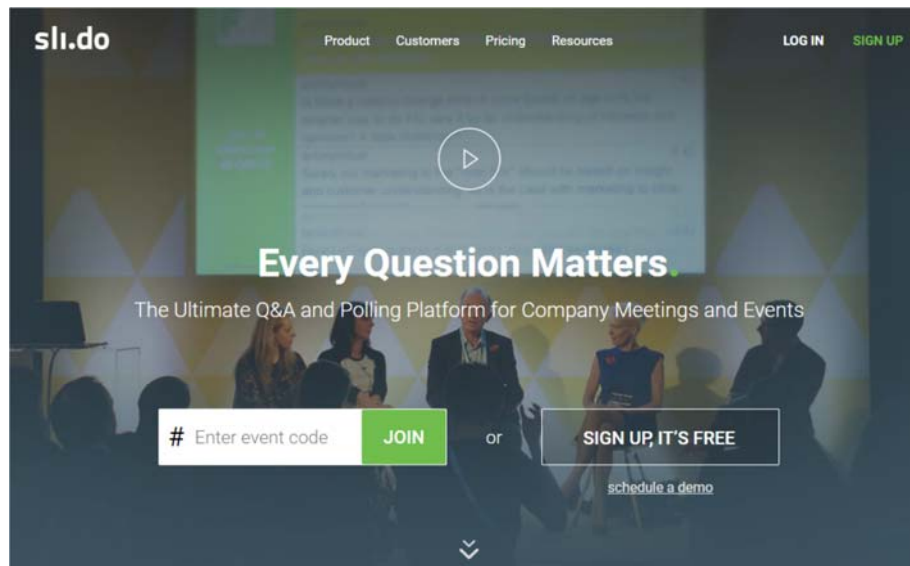 slı.do
Product Customers Pricing Resources
LOG IN SIGN UP
Every Question Matters.
The Ultimate Q&A and Polling Platform for Company Meetings and Events
# Enter event code JOIN or SIGN UP, IT'S FREE
schedule a demo